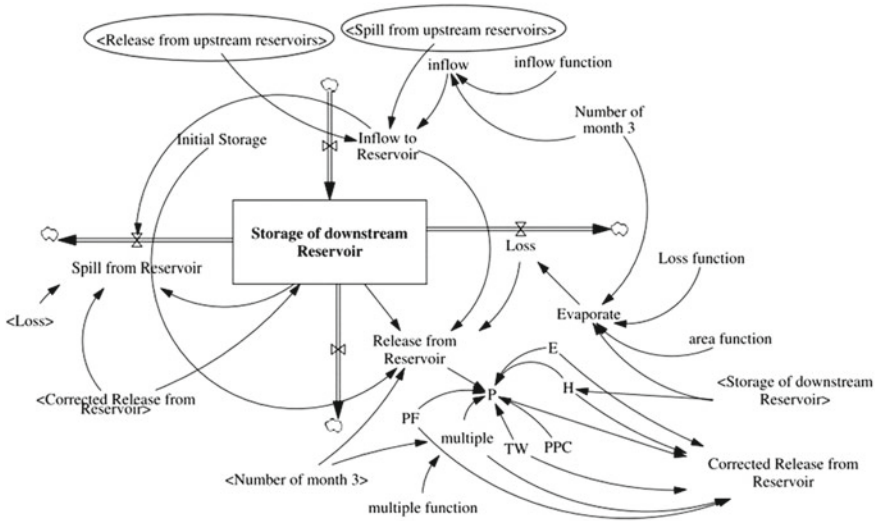 <Release from upstream reservoirs>
<Spill from upstream reservoirs>
inflow
inflow function
Number of
month 3
Initial Storage
Inflow to
Reservoir
Storage of downstream
Reservoir
Loss
Spill from Reservoir
Loss function
<Loss>
Evaporate
Release from
Reservoir
area function
E
<Storage of downstream
Reservoir>
H
<Corrected Release from
Reservoir>
P
PF
multiple
TW
PPC
Corrected Release from
Reservoir
<Number of month 3>
multiple function